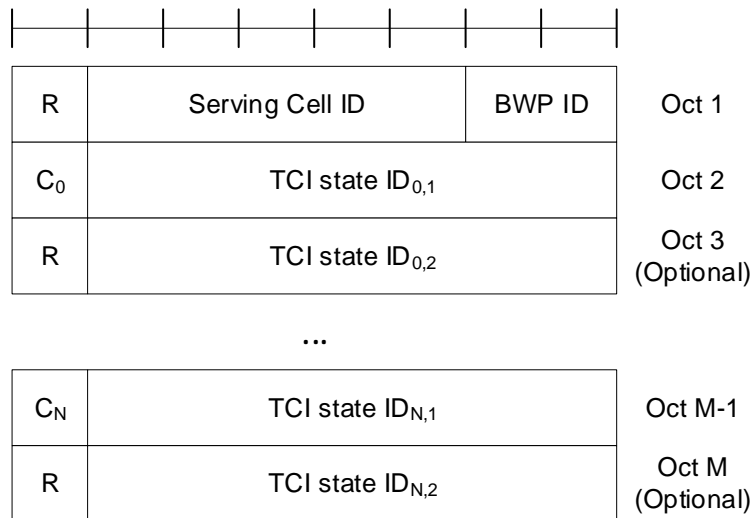 R Serving Cell ID BWP ID Oct 1
C0 TCI state ID0,1 Oct 2
R TCI state ID0,2 Oct 3
(Optional)
...
CN TCI state IDN,1 Oct M-1
R TCI state IDN,2 Oct M
(Optional)